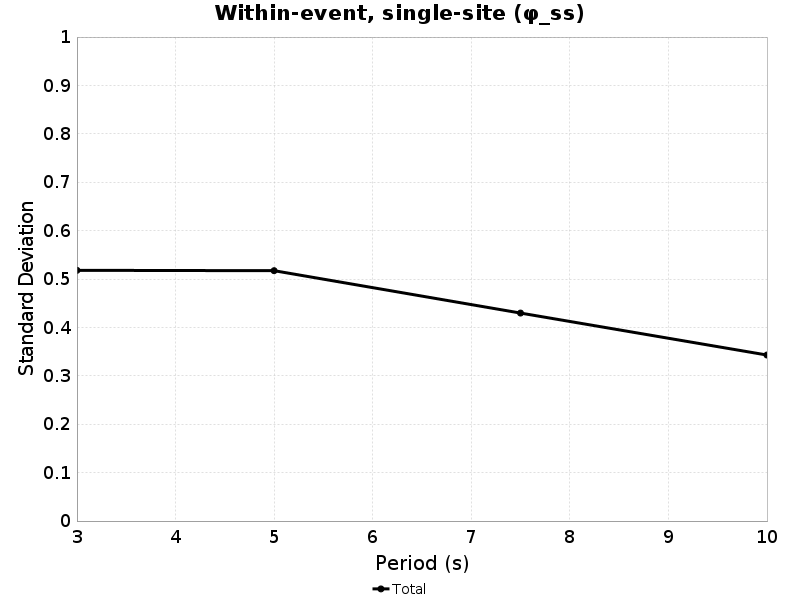 Within-event, single-site (φ_ss)
1
0.9
0.8
0.7
0.6
0.5
0.4
0.3
0.2
0.1
0
Standard Deviation
3 4 5 6 7 8 9 10
Period (s)
Total